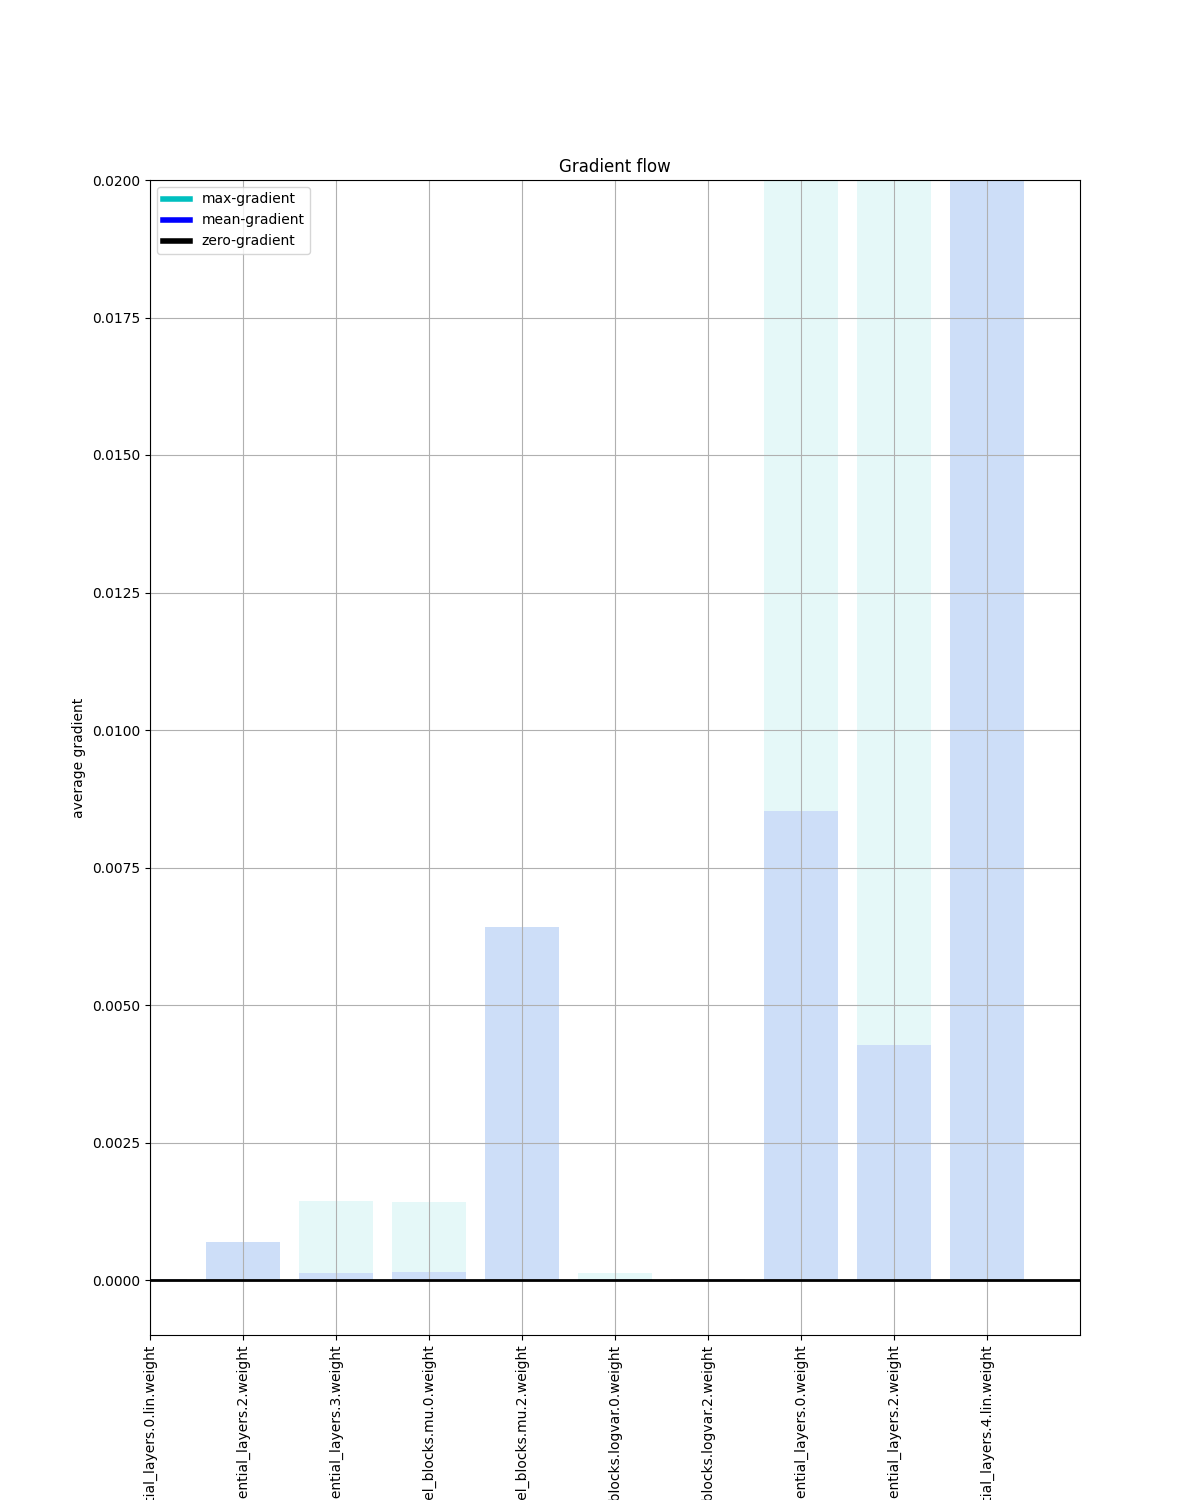 Gradient flow
max-gradient
mean-gradient
zero-gradient
average gradient
0.0200
0.0175
0.0150
0.0125
0.0100
0.0075
0.0050
0.0025
0.0000
tial_layers.0.lin.weight
ential_layers.2.weight
ential_layers.3.weight
el_blocks.mu.0.weight
el_blocks.mu.2.weight
blocks.logvar.0.weight
blocks.logvar.2.weight
ential_layers.0.weight
ential_layers.2.weight
tial_layers.4.lin.weight